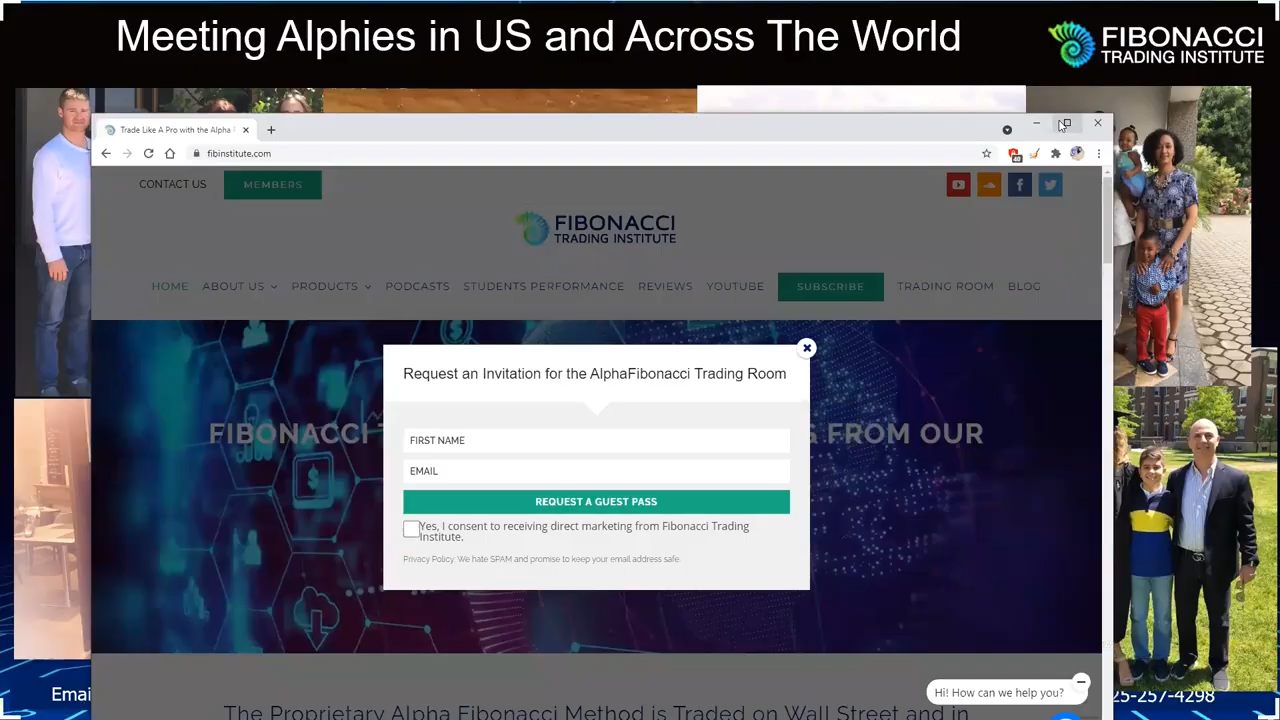 Meeting Alphies in US and Across The World
FIBONACCI
TRADING INSTITUTE
Trade Like A Pro with the Alpha
fibinstitute.com
40
CONTACT US
MEMBERS
FIBONACCI
TRADING INSTITUTE
HOME
ABOUT US
PRODUCTS
PODCASTS
STUDENTS PERFORMANCE
REVIEWS
YOUTUBE
SUBSCRIBE
TRADING ROOM
BLOG
Request an Invitation for the AlphaFibonacci Trading Room
FIBONACCI
FROM OUR
FIRST NAME
EMAIL
REQUEST A GUEST PASS
Yes, I consent to receiving direct marketing from Fibonacci Trading
Institute.
Privacy Policy: We hate SPAM and promise to keep your email address safe.
Hi! How can we help you?
Emai
25-257-4298
The Proprietary Alpha Fibonacci Method is Traded on Wall Street and in